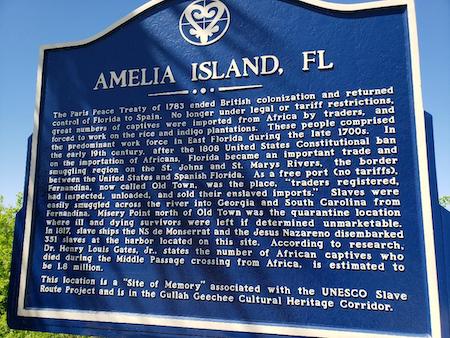 AMELIA ISLAND, FL
The Paris Peace Treaty of 1783 ended British colonization and returned
control of Florida to Spain. No longer under legal or tariff restrictions,
great numbers of captives were imported from Africa by traders, and
forced to work on the rice and indigo plantations. These people comprised
the predominant work force in East Florida during the late 1700s. In
the early 19th century, after the 1808 United States Constitutional ban
on the importation of Africans, Florida became an important trade and
smuggling region on the St. Johns and St. Marys Rivers, the border
between the United States and Spanish Florida. As a free port (no tariffs),
Fernandina, now called Old Town, was the place, "traders registered,
had inspected, unloaded, and sold their enslaved imports." Slaves were
easily smuggled across the river into Georgia and South Carolina from
Fernandina. Misery Point north of Old Town was the quarantine location
where ill and dying survivors were left if determined unmarketable.
In 1817, slave ships the NS de Monserrat and the Jesus Nazareno disembarked
331 slaves at the harbor located on this site. According to research,
Dr. Henry Louis Gates, Jr., states the number of African captives who
died during the Middle Passage crossing from Africa, is estimated to
be 1.8 million.
This location is a "Site of Memory" associated with the UNESCO Slave
Route Project and is in the Gullah Geechee Cultural Heritage Corridor.